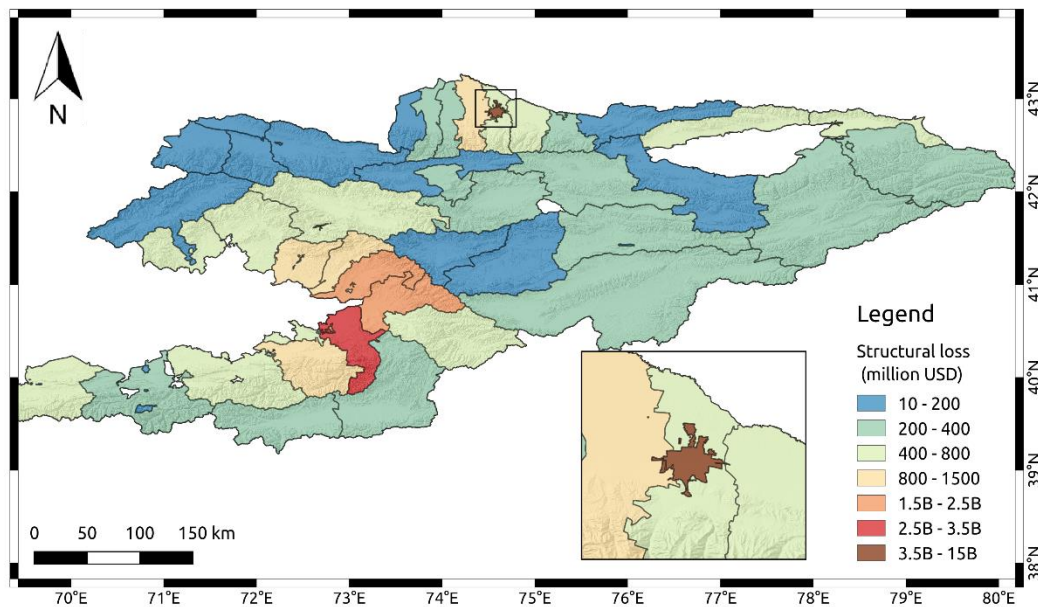 N
43°N
42°N
41°N
40°N
39°N
38°N
Legend
Structural loss
(million USD)
10 - 200
200 - 400
400 - 800
800 - 1500
1.5B - 2.5B
2.5B - 3.5B
3.5B - 15B
0 50 100 150 km
70°E 71°E 72°E 73°E 74°E 75°E 76°E 77°E 78°E 79°E 80°E